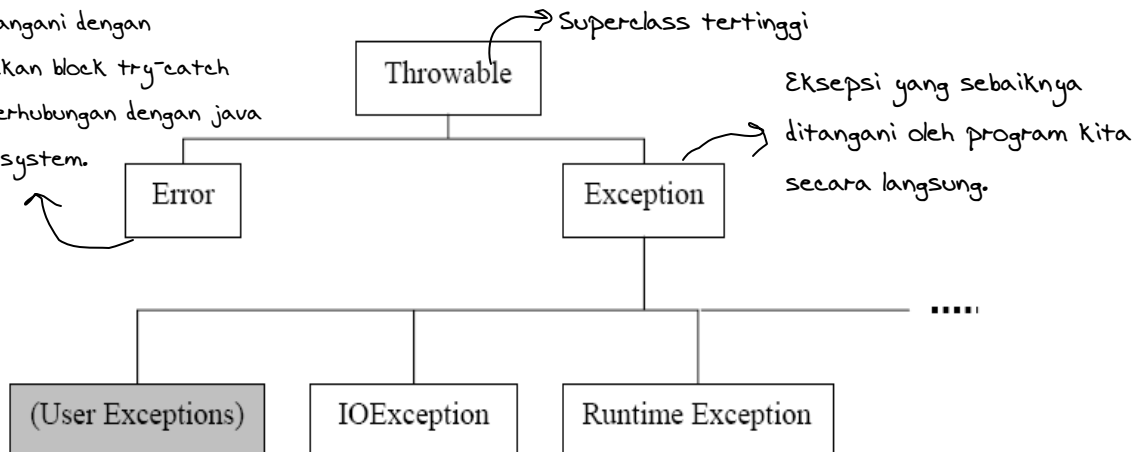 angani dengan
kan block try-catch
erhubungan dengan java
system.
Superclass tertinggi
Throwable
Eksepsi yang sebaiknya
ditangani oleh program kita
secara langsung.
Error
Exception
(User Exceptions)
IOException
Runtime Exception